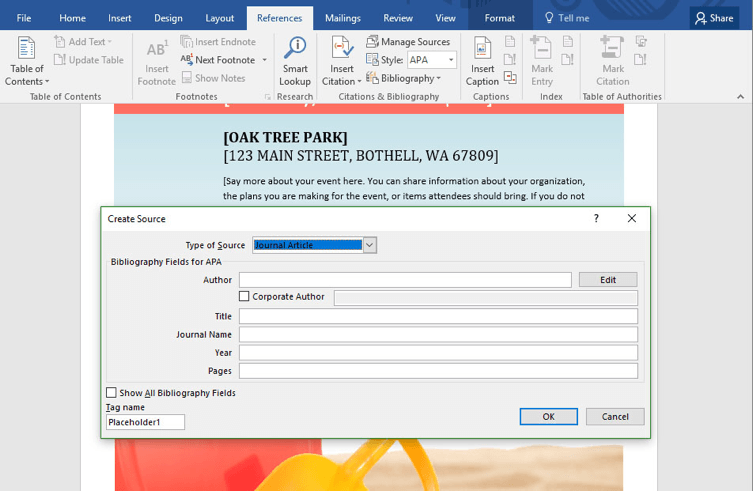 File Home Insert Design Layout References Mailings Review View Format Tell me Share
Table of Contents
Add Text
Update Table
Table of Contents
AB¹ Insert Footnote
Insert Endnote
Next Footnote
Show Notes
Footnotes
Smart Lookup
Research
Insert Citation
Manage Sources
Style: APA
Bibliography
Citations & Bibliography
Insert Caption
Captions
Mark Entry
Index
Mark Citation
Table of Authorities
[OAK TREE PARK]
[123 MAIN STREET, BOTHELL, WA 67809]
[Say more about your event here. You can share information about your organization,
the plans you are making for the event, or items attendees should bring. If you do not
Create Source ?
Type of Source Journal Article
Bibliography Fields for APA
Author Edit
Corporate Author
Title
Journal Name
Year
Pages
Show All Bibliography Fields
Tag name
Placeholder1
OK Cancel